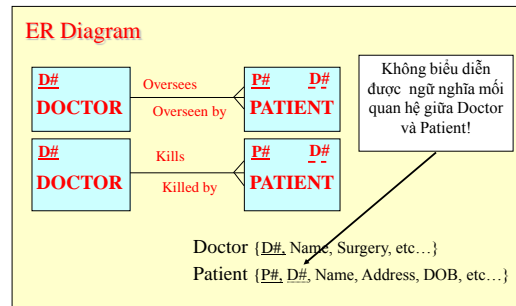 ER Diagram
D#
DOCTOR
Oversees
Overseen by
P# D#
PATIENT
Không biểu diễn
được ngữ nghĩa mối
quan hệ giữa Doctor
và Patient!
D#
DOCTOR
Kills
Killed by
P# D#
PATIENT
Doctor {D#, Name, Surgery, etc…}
Patient {P#, D#, Name, Address, DOB, etc…}